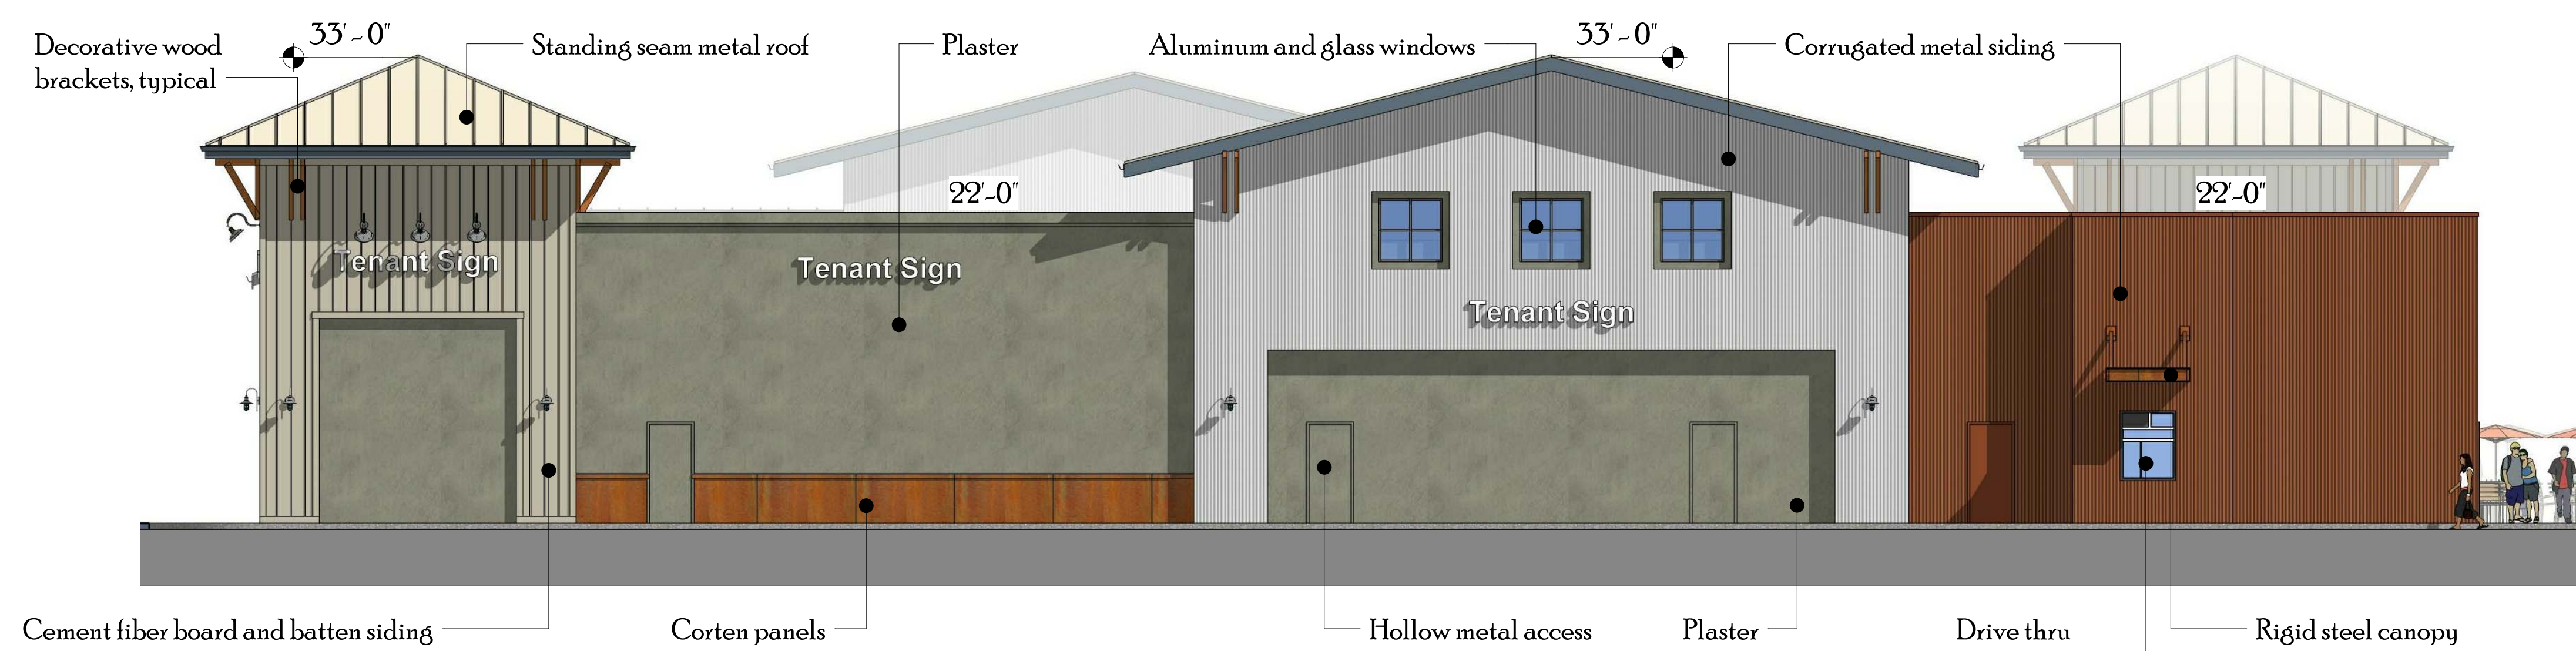 Decorative wood
brackets, typical
33'-0"
Standing seam metal roof
Plaster
Aluminum and glass windows
33'-0"
Corrugated metal siding
22'-0"
22'-0"
Tenant Sign
Tenant Sign
Tenant Sign
Cement fiber board and batten siding
Corten panels
Hollow metal access
Plaster
Drive thru
Rigid steel canopy